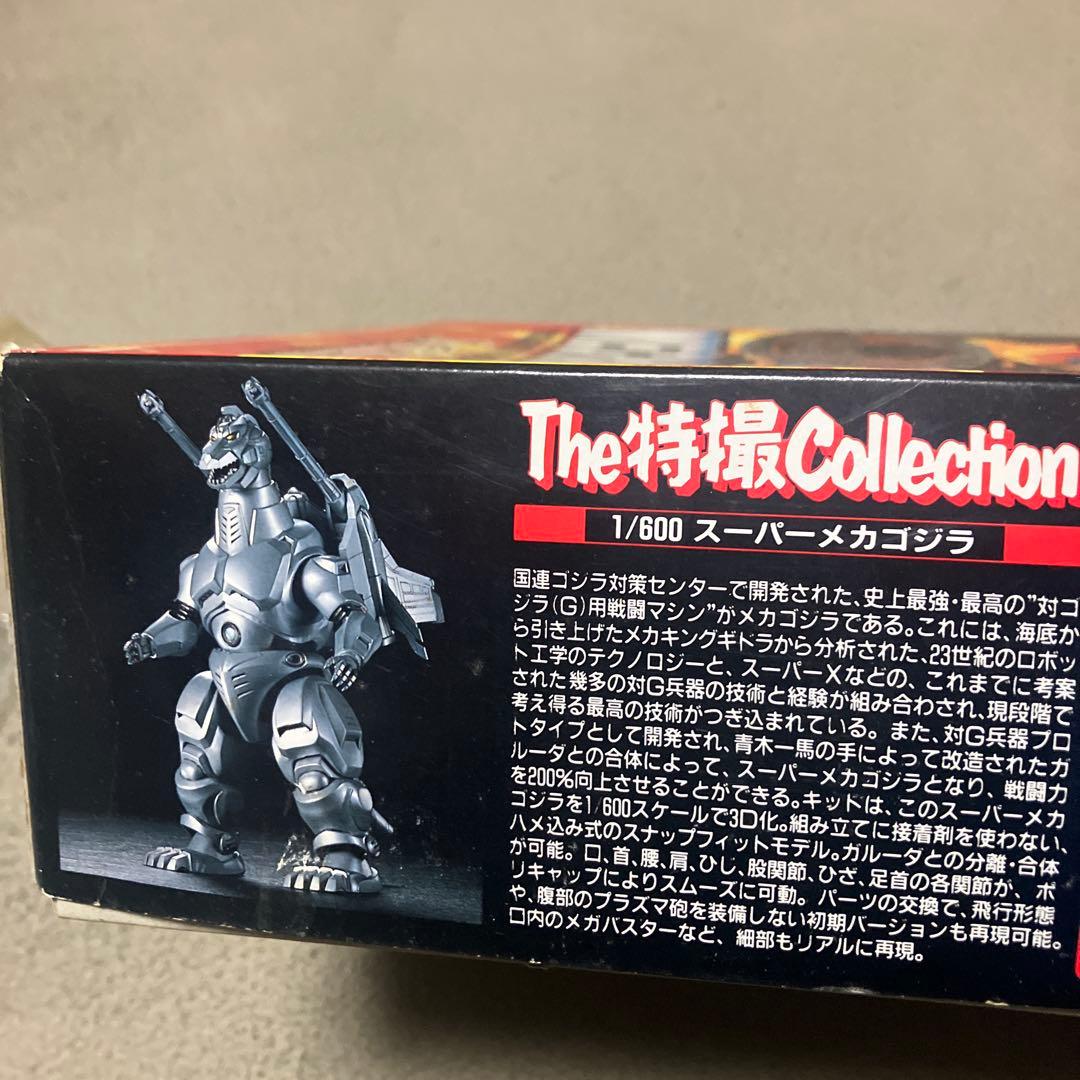 The特撮Collection
1/600 スーパーメカゴジラ
国連ゴジラ対策センターで開発された、史上最強・最高の"対ゴ
ジラ(G)用戦闘マシン"がメカゴジラである。これには、海底か
ら引き上げたメカキングギドラから分析された、23世紀のロボッ
ト工学のテクノロジーと、スーパーXなどの、これまでに考案
された幾多の対G兵器の技術と経験が組み合わされ、現段階で
考え得る最高の技術がつぎ込まれている。また、対G兵器プロ
トタイプとして開発され、青木一馬の手によって改造されたガ
ルーダとの合体によって、スーパーメカゴジラとなり、戦闘力
を200%向上させることができる。キットは、このスーパーメカ
ゴジラを1/600スケールで3D化。組み立てに接着剤を使わない、
ハメ込み式のスナップフィットモデル。ガルーダとの分離・合体
が可能。口、首、腰、肩、ひじ、股関節、ひざ、足首の各関節が、ポ
リキャップによりスムーズに可動。パーツの交換で、飛行形態
や、腹部のプラズマ砲を装備しない初期バージョンも再現可能。
口内のメガバスターなど、細部もリアルに再現。